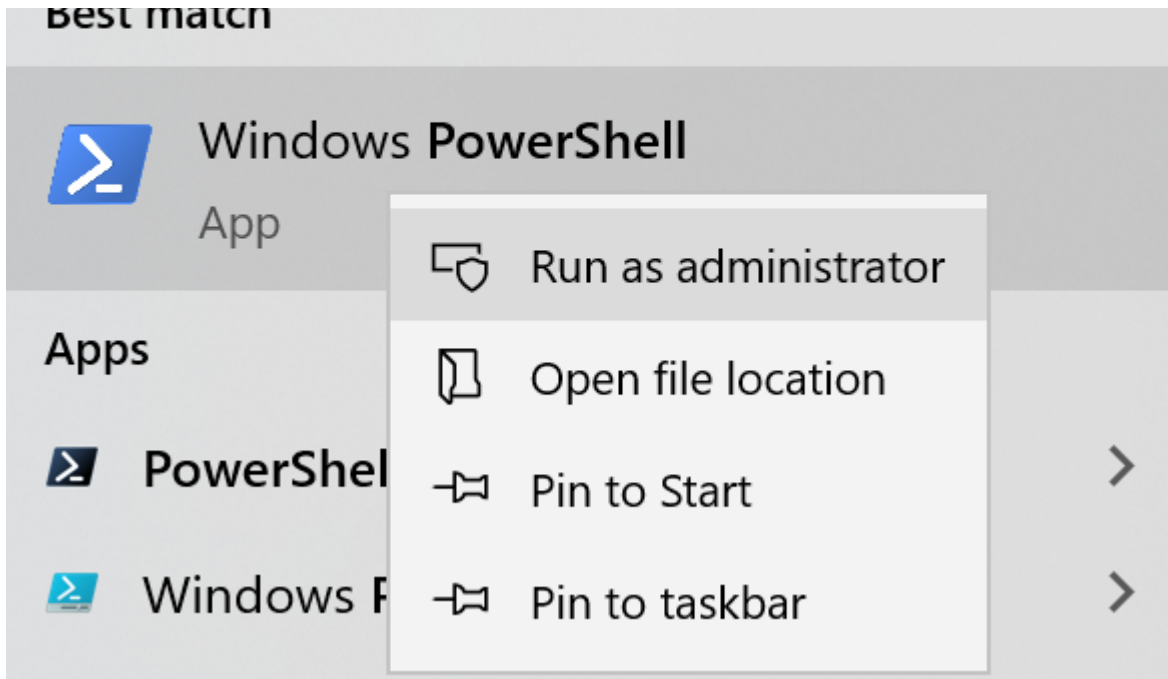 Best match
Windows PowerShell
App
Run as administrator
Apps
Open file location
PowerShel
Pin to Start
Windows P
Pin to taskbar